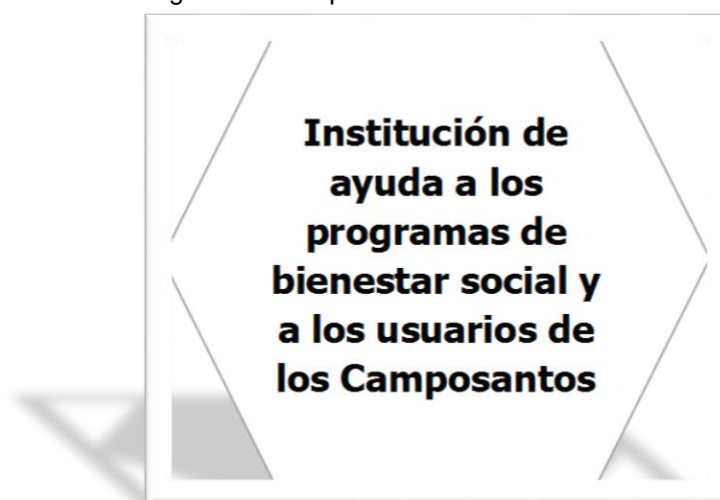 Institución de
ayuda a los
programas de
bienestar social y
a los usuarios de
los Camposantos